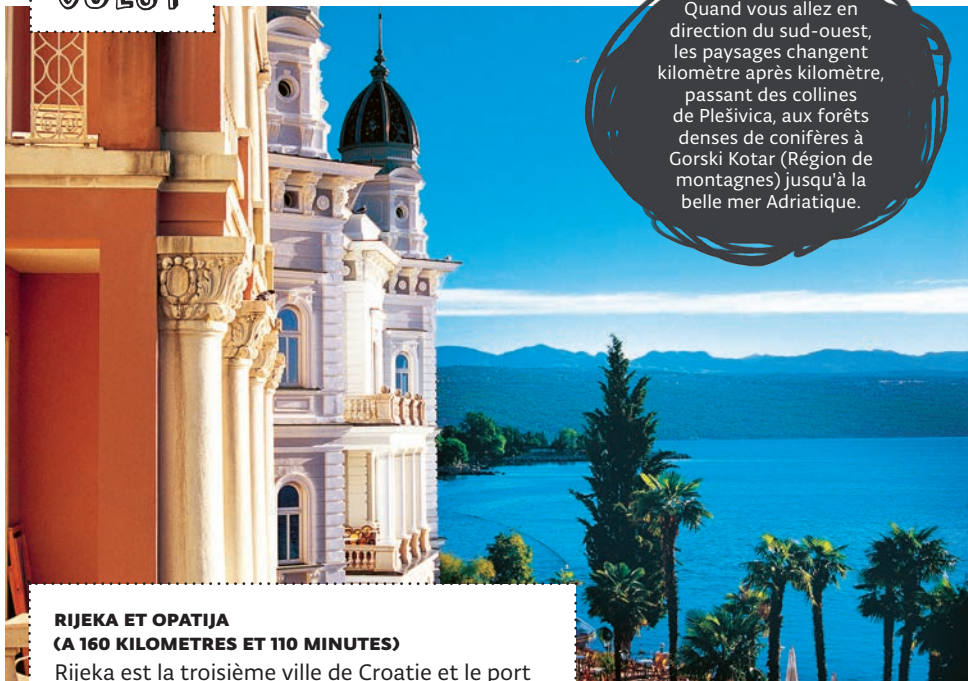 OUEST
Quand vous allez en
direction du sud-ouest,
les paysages changent
kilomètre après kilomètre,
passant des collines
de Plešivica, aux forêts
denses de conifères à
Gorski Kotar (Région de
montagnes) jusqu'à la
belle mer Adriatique.
RIJEKA ET OPATIJA
(A 160 KILOMETRES ET 110 MINUTES)
Rijeka est la troisième ville de Croatie et le port